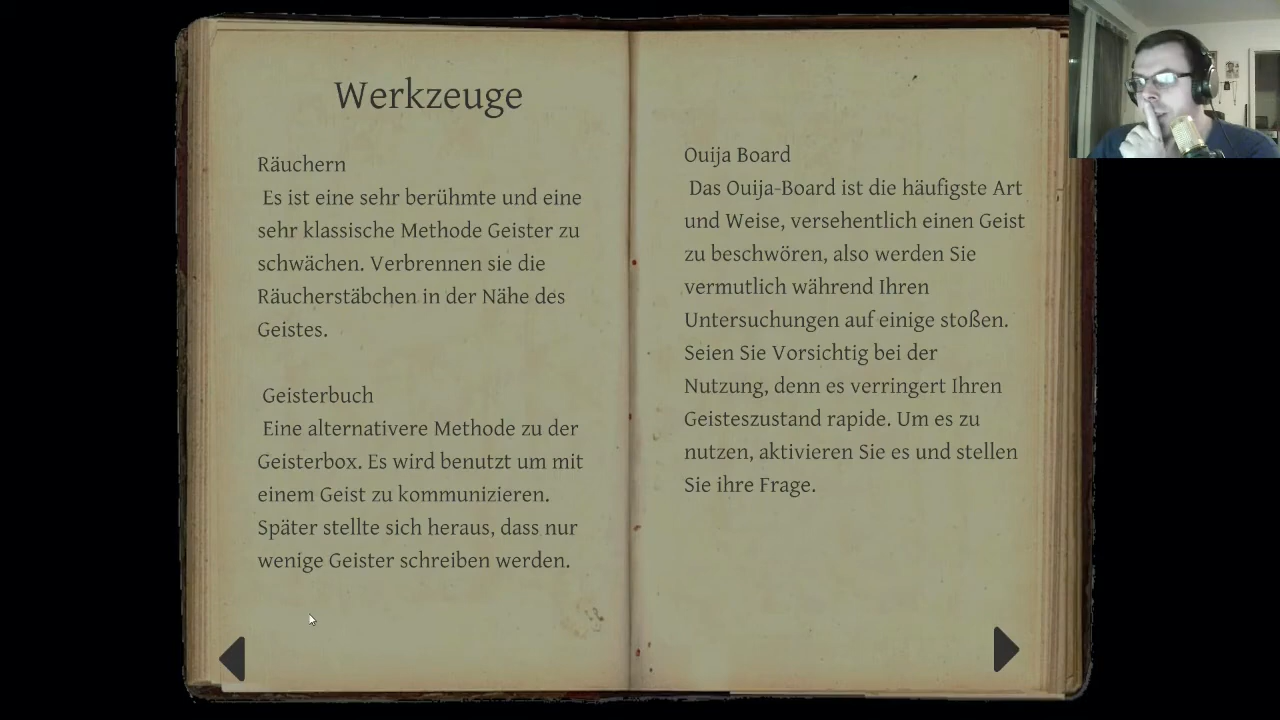 Werkzeuge
Räuchern
Es ist eine sehr berühmte und eine
sehr klassische Methode Geister zu
schwächen. Verbrennen sie die
Räucherstäbchen in der Nähe des
Geistes.
Geisterbuch
Eine alternativere Methode zu der
Geisterbox. Es wird benutzt um mit
einem Geist zu kommunizieren.
Später stellte sich heraus, dass nur
wenige Geister schreiben werden.
Ouija Board
Das Ouija-Board ist die häufigste Art
und Weise, versehentlich einen Geist
zu beschwören, also werden Sie
vermutlich während Ihren
Untersuchungen auf einige stoßen.
Seien Sie Vorsichtig bei der
Nutzung, denn es verringert Ihren
Geisteszustand rapide. Um es zu
nutzen, aktivieren Sie es und stellen
Sie ihre Frage.